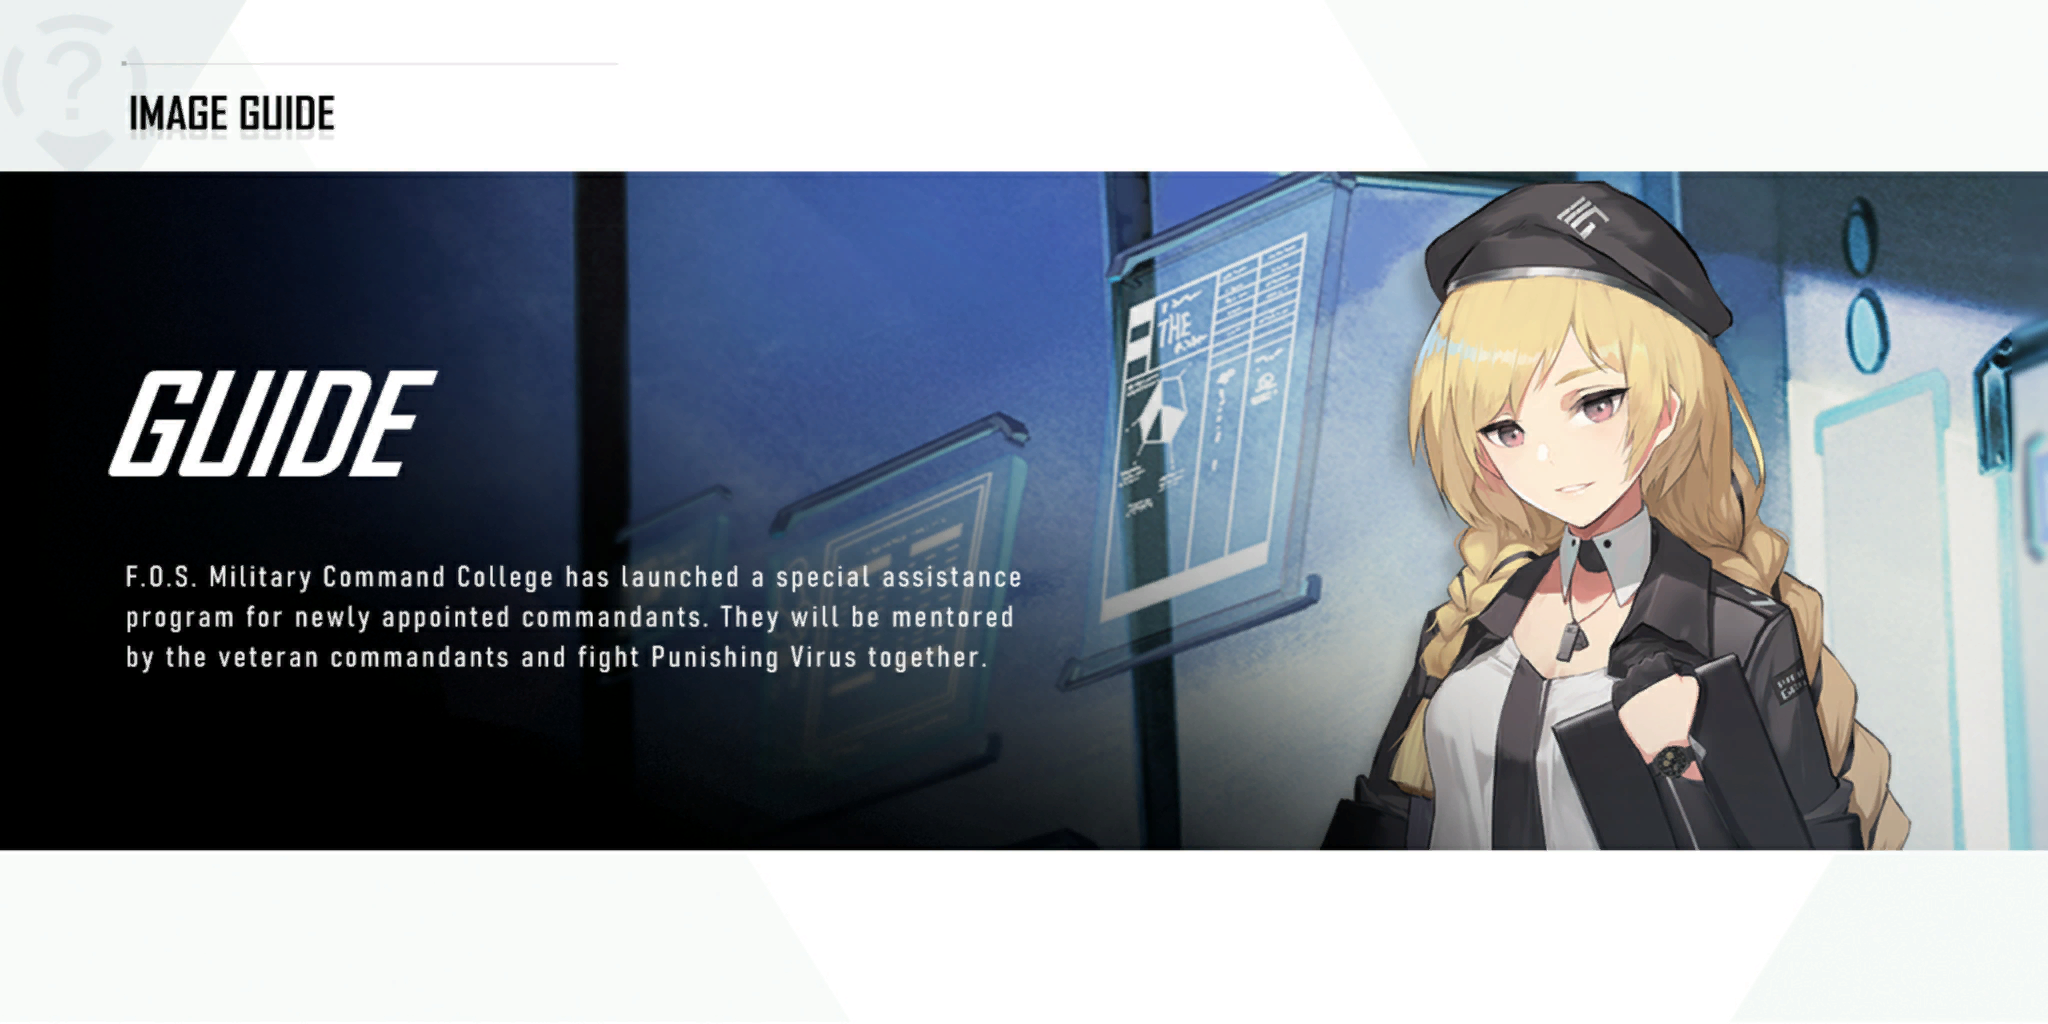 IMAGE GUIDE
GUIDE
F.O.S. Military Command College has launched a special assistance
program for newly appointed commandants. They will be mentored
by the veteran commandants and fight Punishing Virus together.
THE